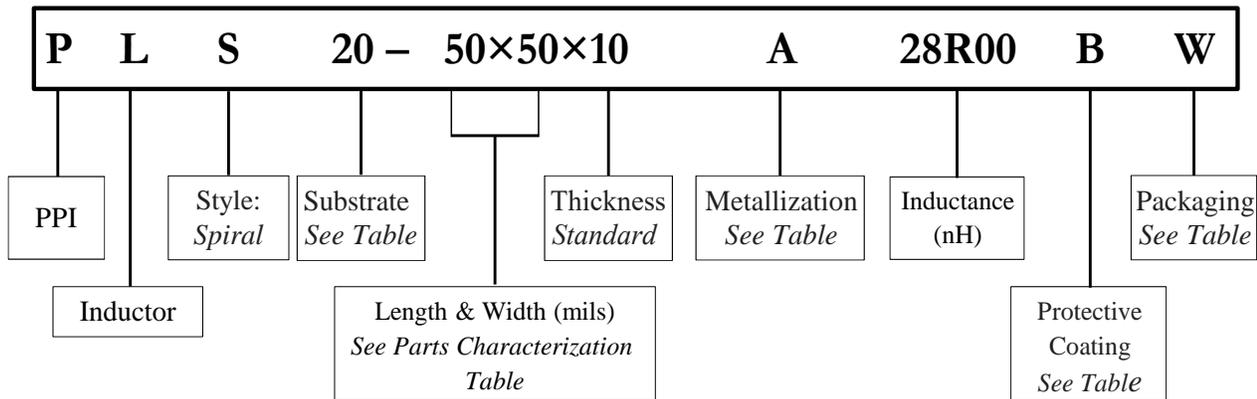 P L S 20 – 50×50×10 A 28R00 B W
PPI
Inductor
Style:
Spiral
Substrate
See Table
Length & Width (mils)
See Parts Characterization
Table
Thickness
Standard
Metallization
See Table
Inductance
(nH)
Protective
Coating
See Table
Packaging
See Table